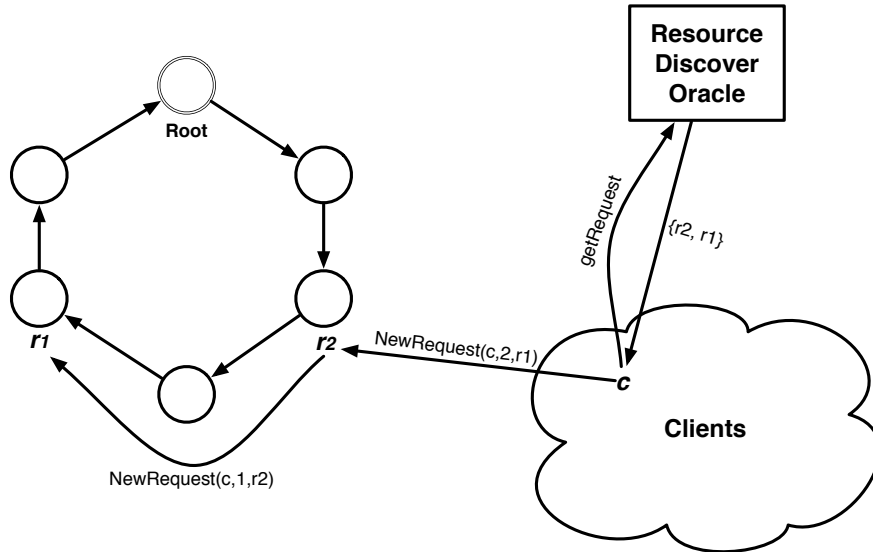 Resource
Discover
Oracle
Root
getRequest
{r2, r1}
r1
r2
NewRequest(c,2,r1)
c
Clients
NewRequest(c,1,r2)